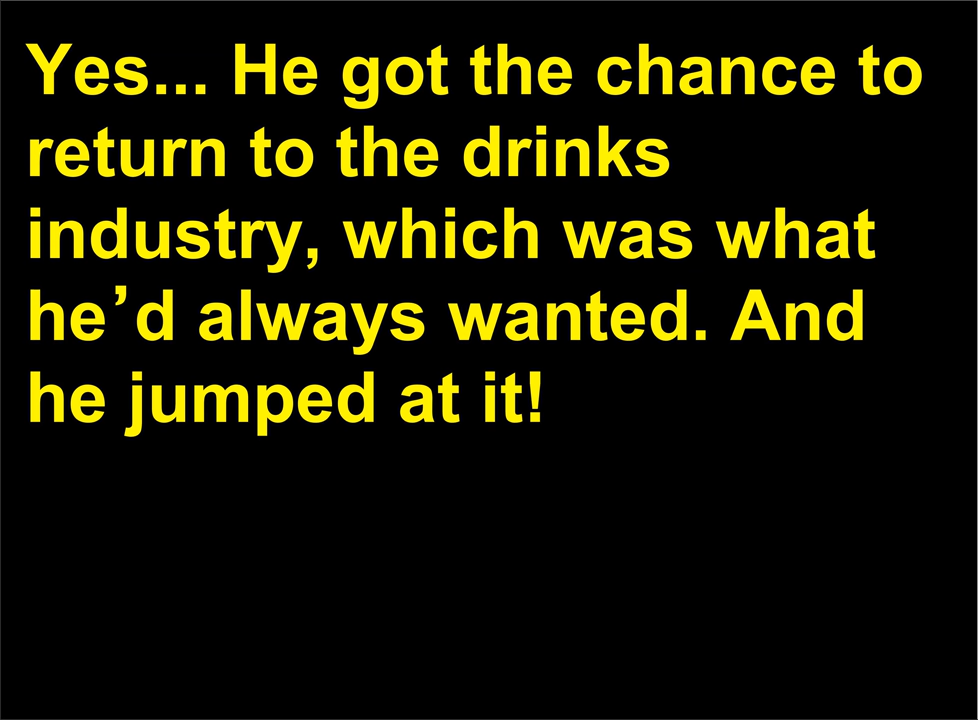 Yes... He got the chance to
return to the drinks
industry, which was what
he’d always wanted. And
he jumped at it!